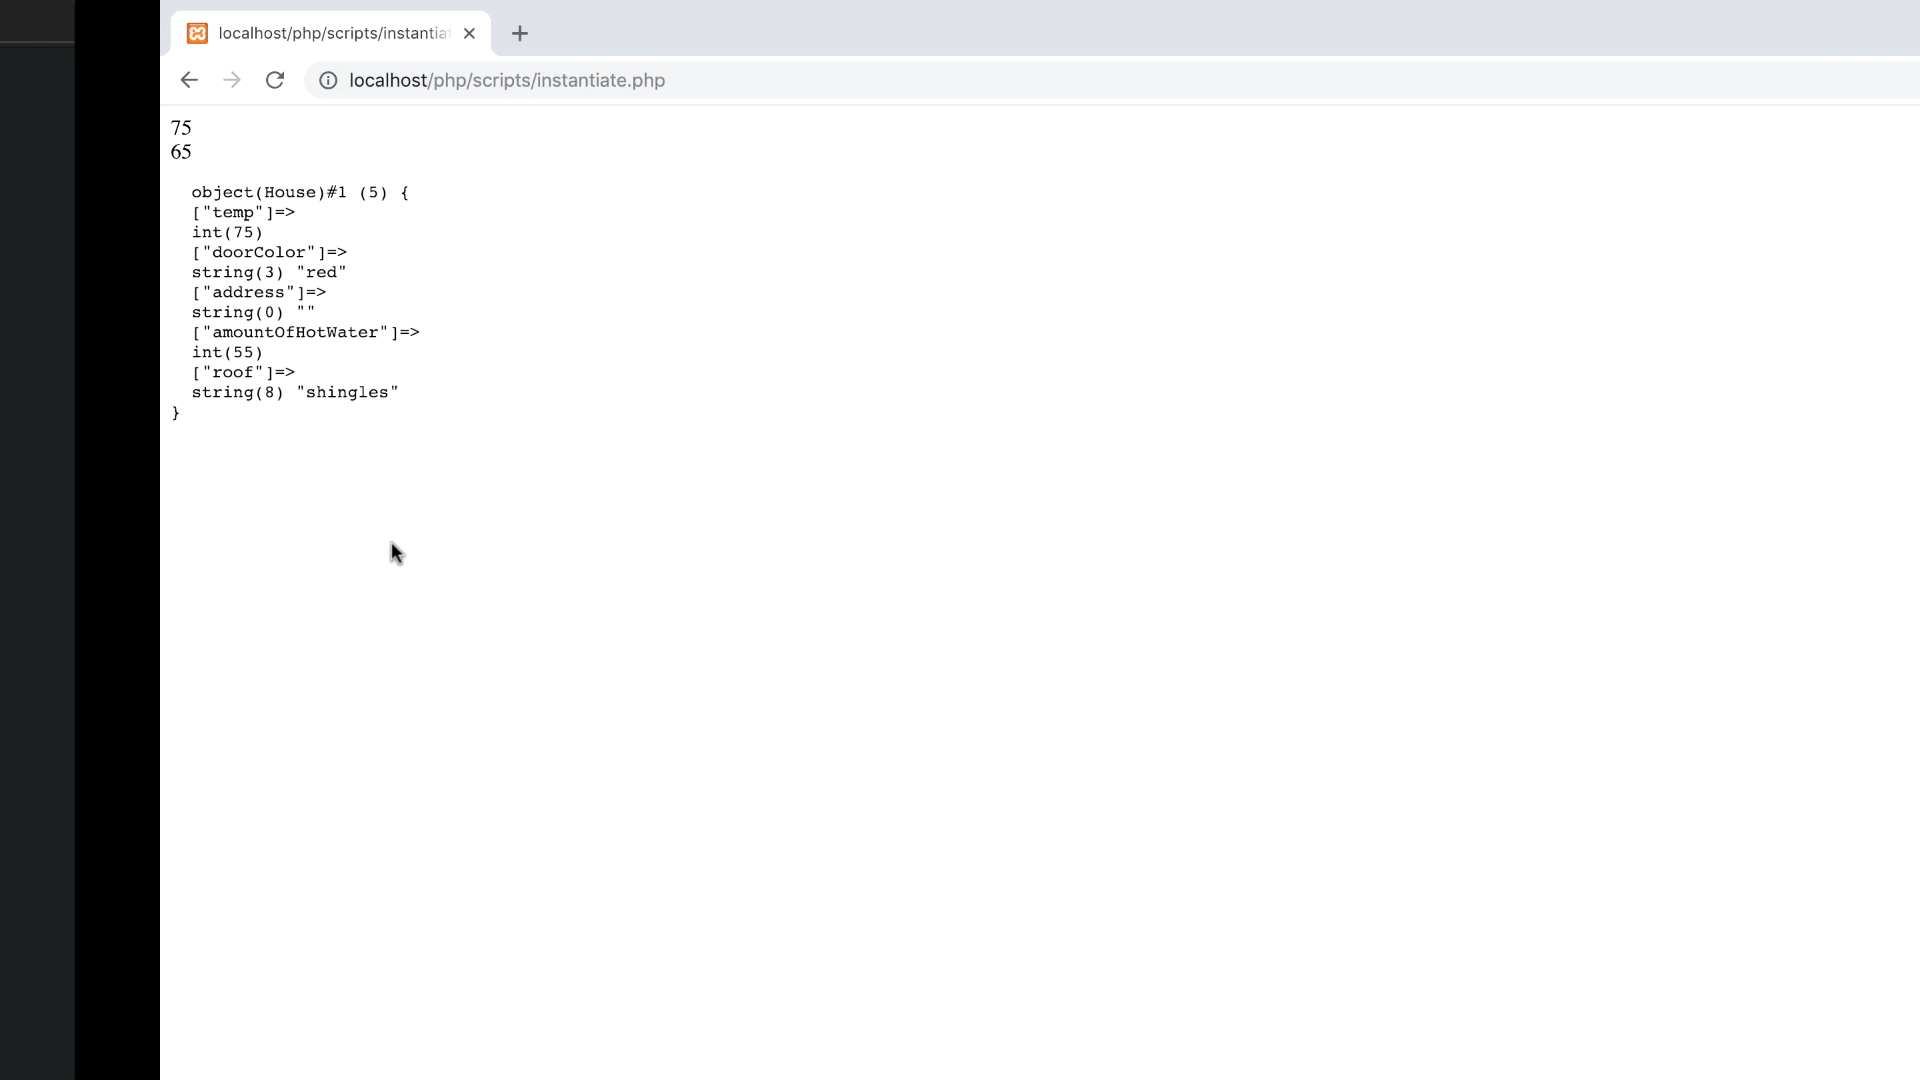 localhost/php/scripts/instantia
localhost/php/scripts/instantiate.php
75
65
object(House)#1 (5) {
["temp"]=>
int(75)
["doorColor"]=>
string(3) "red"
["address"]=>
string(0) ""
["amountOfHotWater"]=>
int(55)
["roof"]=>
string(8) "shingles"
}